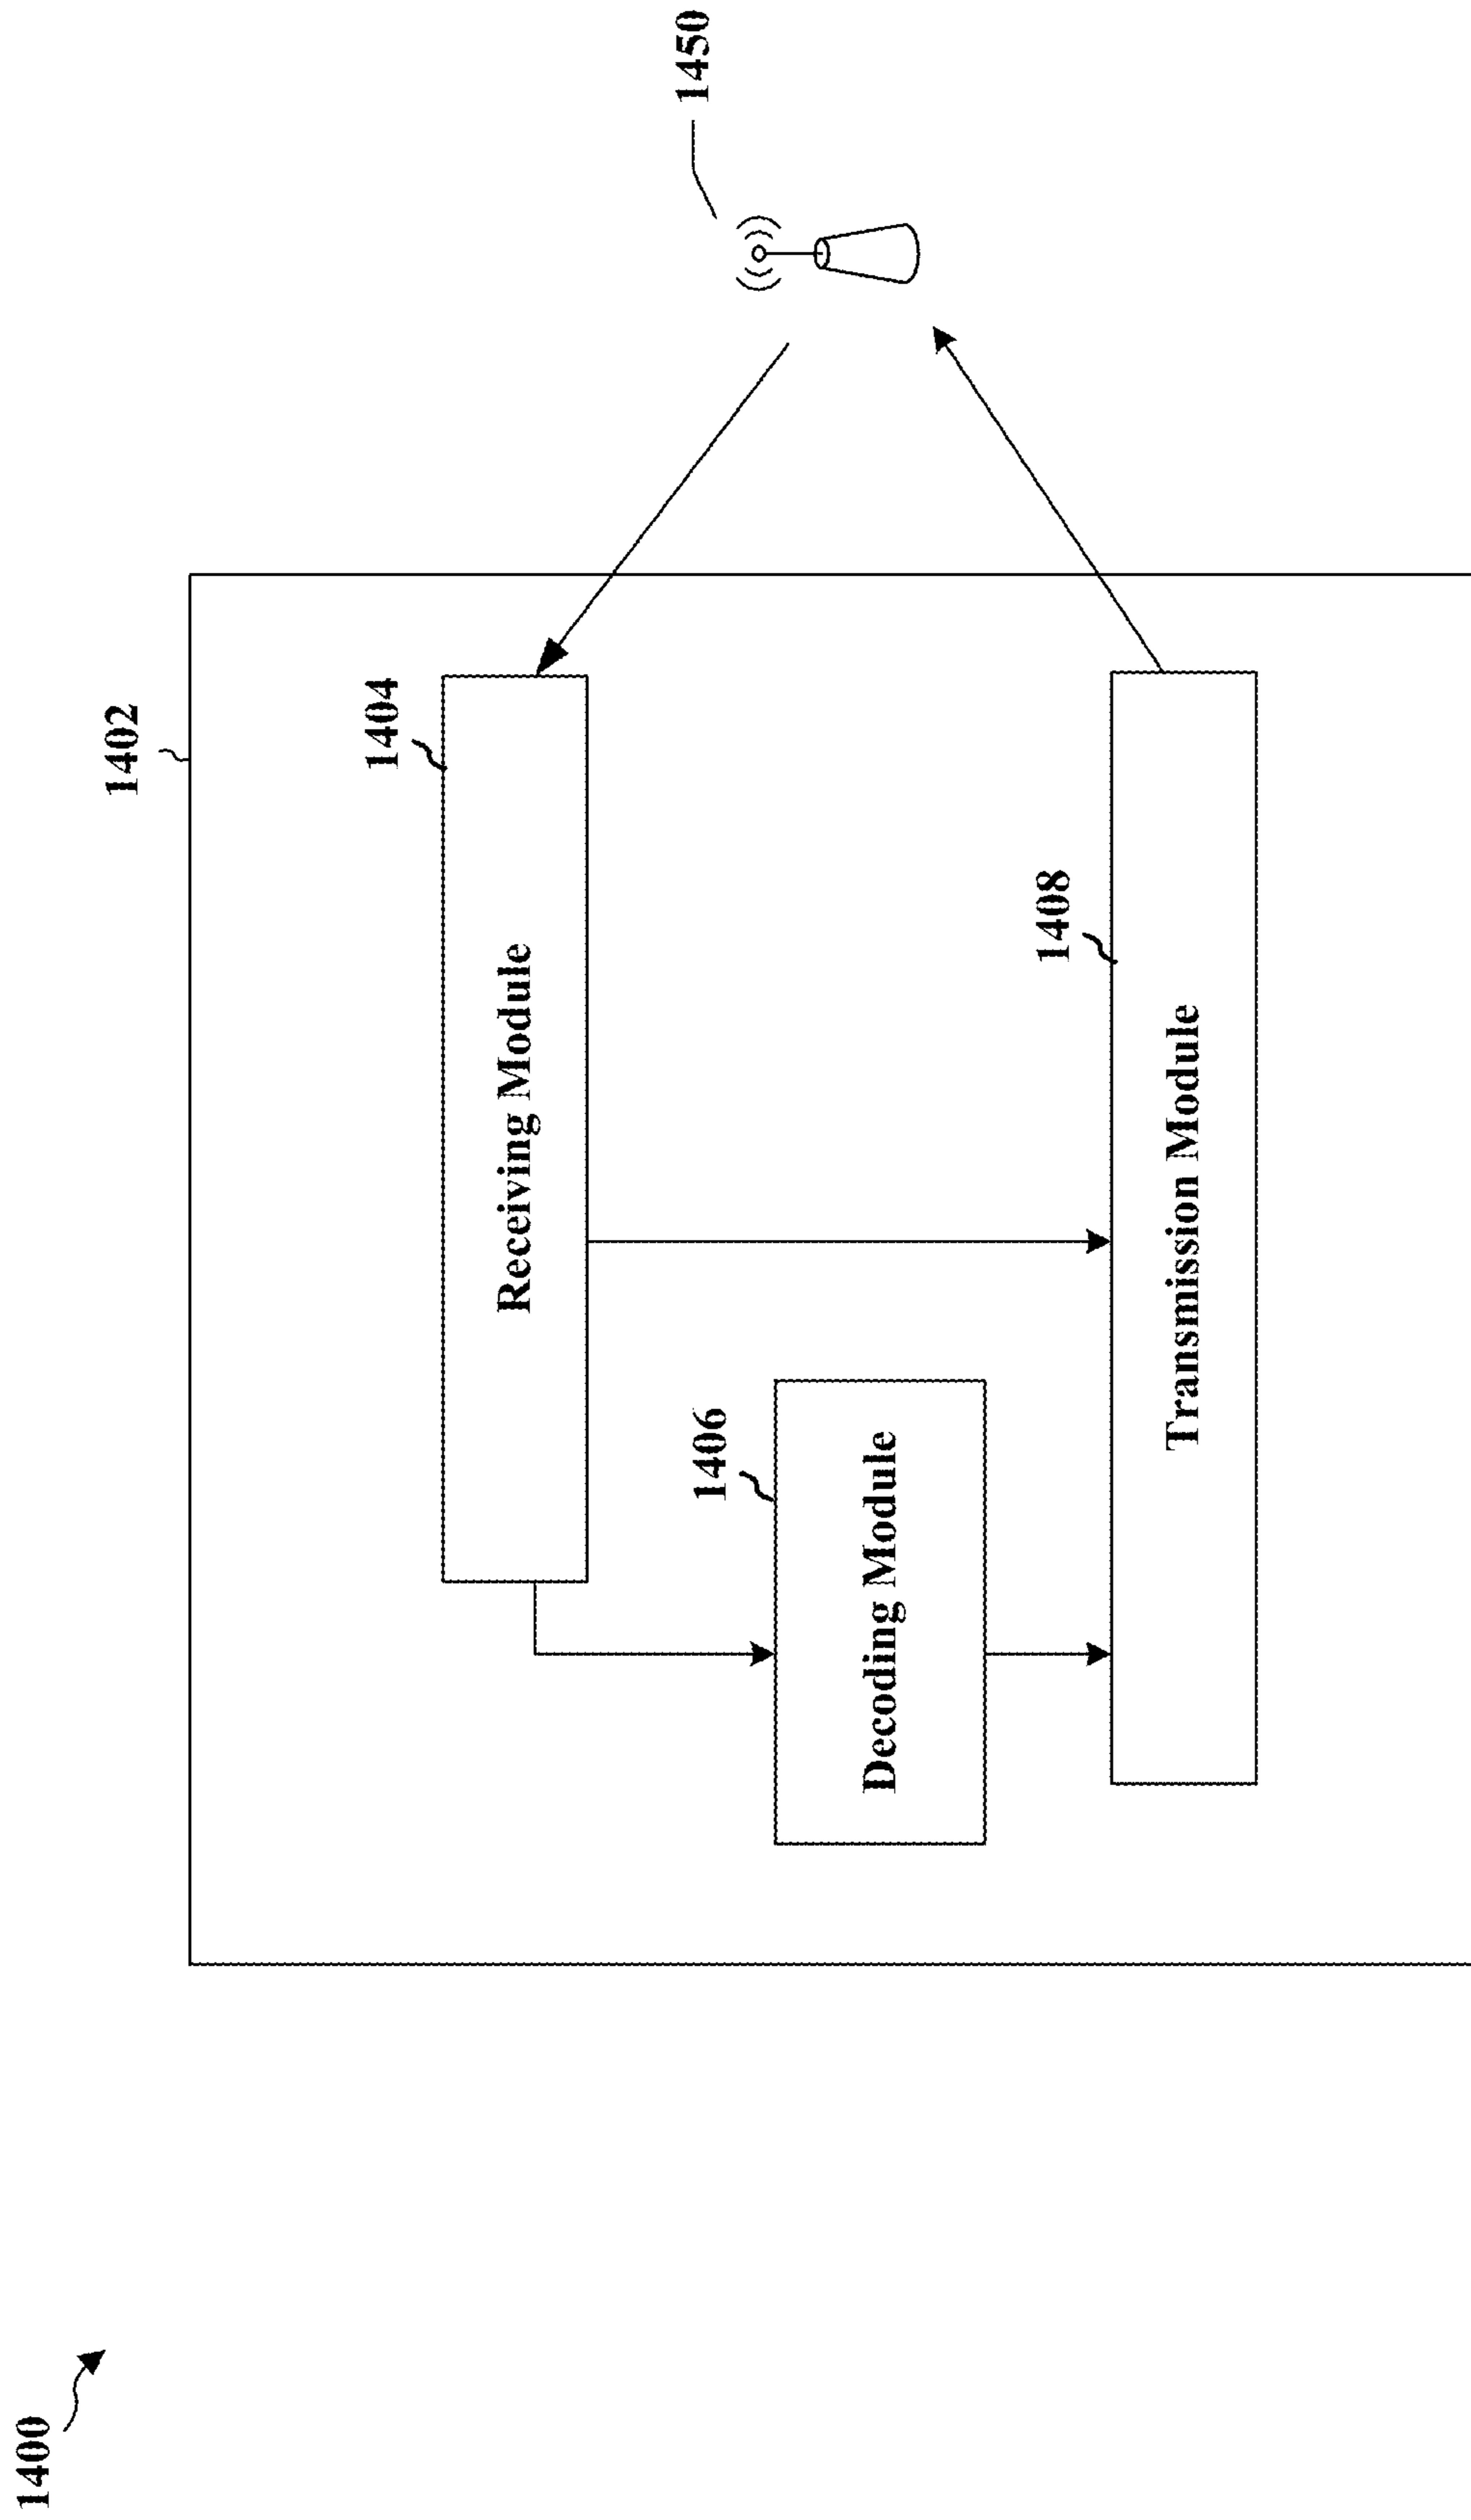 1400
1402
1404
Receiving Module
1450
1406
Decoding Module
1408
Transmission Module